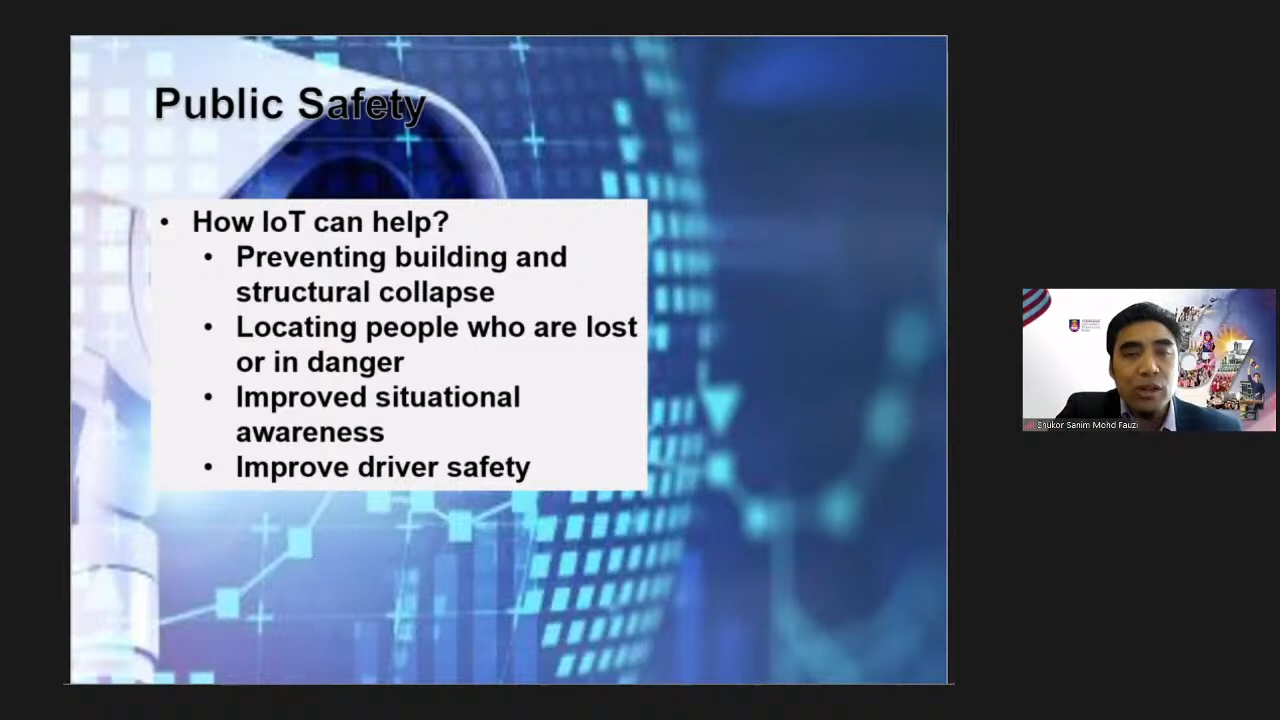 Public Safety
• How IoT can help?
• Preventing building and
structural collapse
• Locating people who are lost
or in danger
• Improved situational
awareness
• Improve driver safety
Shukor Sanim Mohd Fauzi